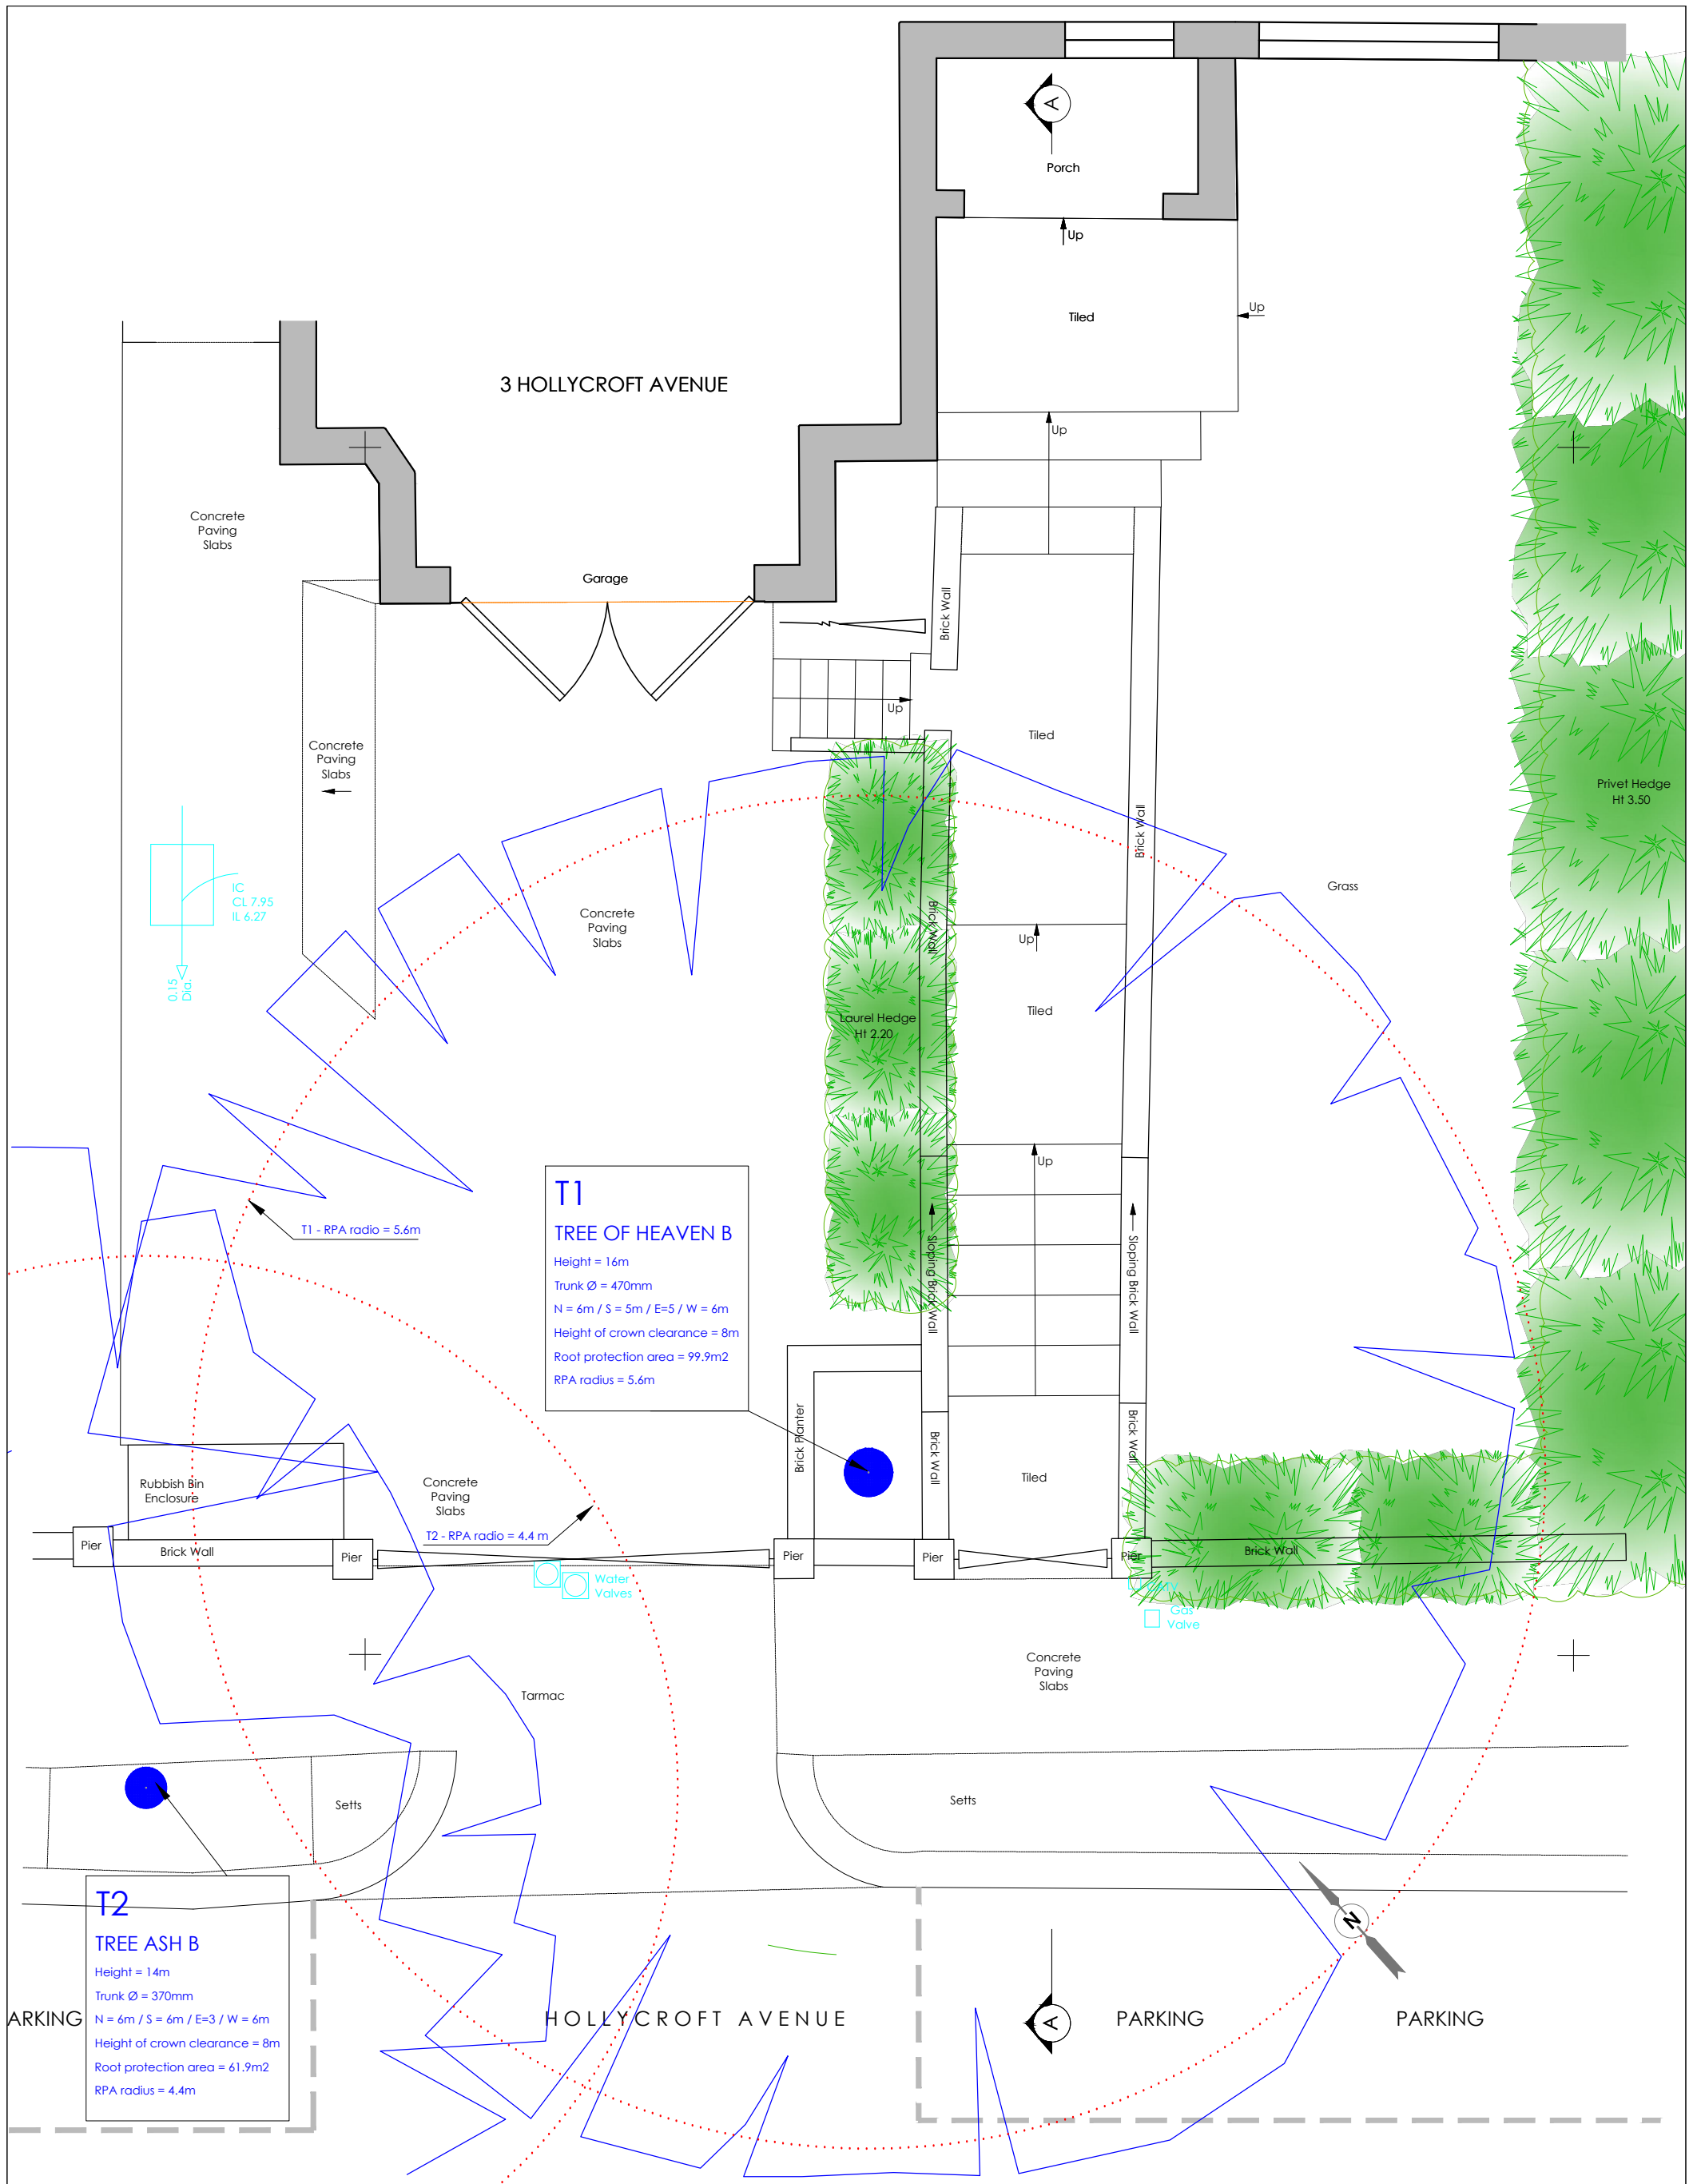 A
Porch
Up
Tiled
Up
3 HOLLYCROFT AVENUE
Up
Concrete
Paving
Slabs
Garage
Brick Wall
Up
Concrete
Paving
Slabs
Tiled
Privet Hedge
Ht 3.50
Brick Wall
IC
CL 7.95
IL 6.27
0.15
Dia.
Concrete
Paving
Slabs
Brick Wall
Grass
Up
Laurel Hedge
Ht 2.20
Tiled
Up
T1 - RPA radio = 5.6m
T1
TREE OF HEAVEN B
Height = 16m
Trunk Ø = 470mm
N = 6m / S = 5m / E=5 / W = 6m
Height of crown clearance = 8m
Root protection area = 99.9m2
RPA radius = 5.6m
Sloping Brick Wall
Sloping Brick Wall
Brick Planter
Brick Wall
Brick Wall
Tiled
Rubbish Bin
Enclosure
Concrete
Paving
Slabs
T2 - RPA radio = 4.4 m
Pier
Brick Wall
Pier
Pier
Pier
Pier
Brick Wall
Water
Valves
Gas
Valve
Concrete
Paving
Slabs
Tarmac
Setts
Setts
T2
TREE ASH B
Height = 14m
Trunk Ø = 370mm
N = 6m / S = 6m / E=3 / W = 6m
Height of crown clearance = 8m
Root protection area = 61.9m2
RPA radius = 4.4m
N
ARKING
HOLLYCROFT AVENUE
A
PARKING
PARKING